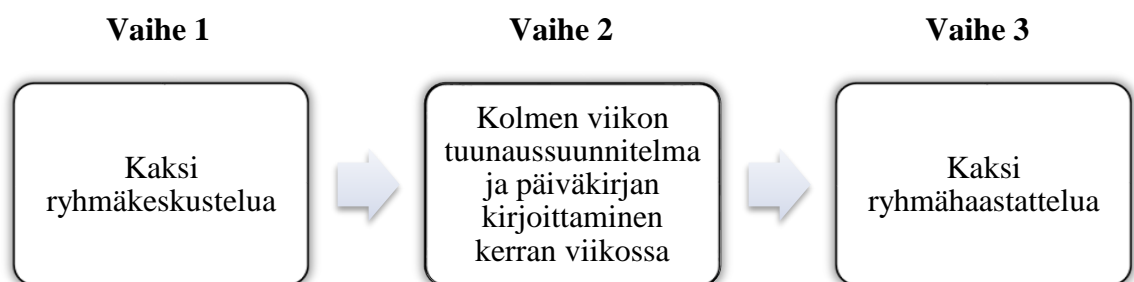 Vaihe 1
Vaihe 2
Vaihe 3
Kaksi
ryhmäkeskustelua
Kolmen viikon
tuunaussuunnitelma
ja päiväkirjan
kirjoittaminen
kerran viikossa
Kaksi
ryhmähaastattelua